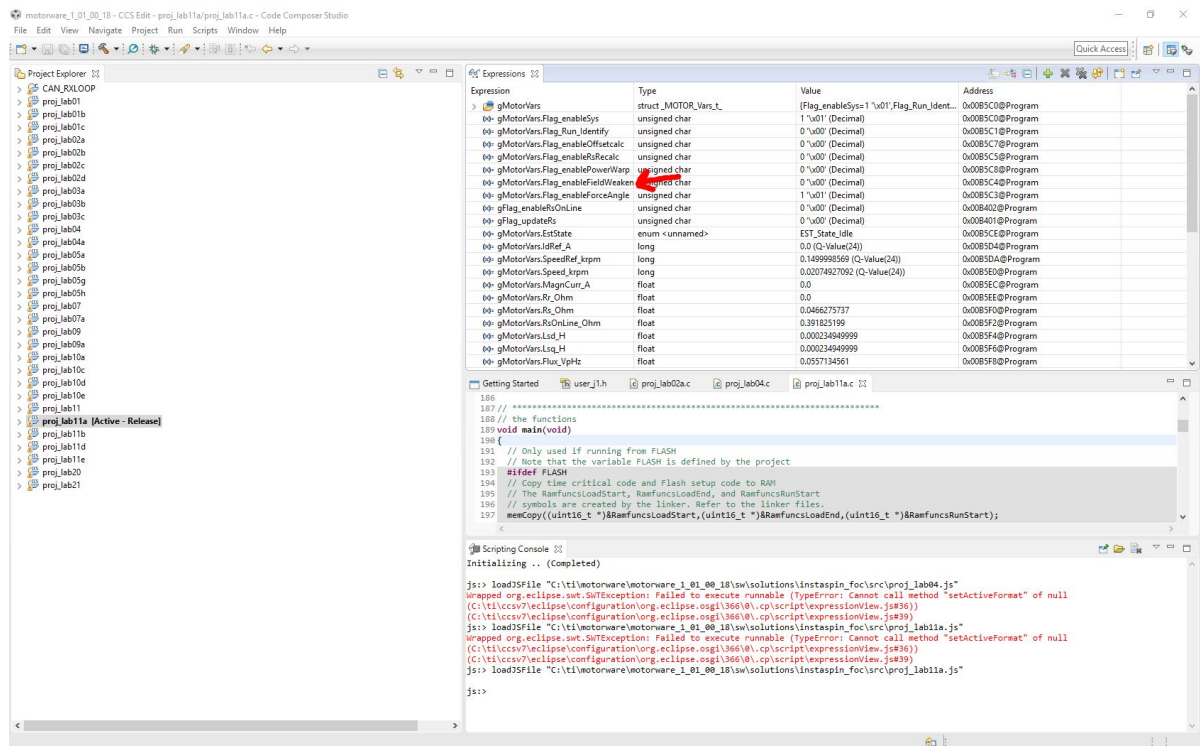 motorware_1_01_00_18 - CCS Edit - proj_lab11a/proj_lab11a.c - Code Composer Studio
File Edit View Navigate Project Run Scripts Window Help
Quick Access
Project Explorer
CAN_RXLOOP
proj_lab01
proj_lab01b
proj_lab01c
proj_lab02a
proj_lab02b
proj_lab02c
proj_lab02d
proj_lab03a
proj_lab03b
proj_lab03c
proj_lab04
proj_lab04a
proj_lab05a
proj_lab05b
proj_lab05g
proj_lab05h
proj_lab07
proj_lab07a
proj_lab09
proj_lab09a
proj_lab10a
proj_lab10c
proj_lab10d
proj_lab10e
proj_lab11
proj_lab11a [Active - Release]
proj_lab11b
proj_lab11d
proj_lab11e
proj_lab20
proj_lab21
Expressions
Expression Type Value Address
gMotorVars struct _MOTOR_Vars_t_ {Flag_enableSys=1 '\x01',Flag_Run_Ident... 0x00B5C0@Program
(x)= gMotorVars.Flag_enableSys unsigned char 1 '\x01' (Decimal) 0x00B5C0@Program
(x)= gMotorVars.Flag_Run_Identify unsigned char 0 '\x00' (Decimal) 0x00B5C1@Program
(x)= gMotorVars.Flag_enableOffsetcalc unsigned char 0 '\x00' (Decimal) 0x00B5C7@Program
(x)= gMotorVars.Flag_enableRsRecalc unsigned char 0 '\x00' (Decimal) 0x00B5C5@Program
(x)= gMotorVars.Flag_enablePowerWarp unsigned char 0 '\x00' (Decimal) 0x00B5C8@Program
(x)= gMotorVars.Flag_enableFieldWeaken unsigned char 0 '\x00' (Decimal) 0x00B5C4@Program
(x)= gMotorVars.Flag_enableForceAngle unsigned char 1 '\x01' (Decimal) 0x00B5C3@Program
(x)= gFlag_enableRsOnLine unsigned char 0 '\x00' (Decimal) 0x00B402@Program
(x)= gFlag_updateRs unsigned char 0 '\x00' (Decimal) 0x00B401@Program
(x)= gMotorVars.EstState enum <unnamed> EST_State_Idle 0x00B5CE@Program
(x)= gMotorVars.IdRef_A long 0.0 (Q-Value(24)) 0x00B5D4@Program
(x)= gMotorVars.SpeedRef_krpm long 0.1499998569 (Q-Value(24)) 0x00B5DA@Program
(x)= gMotorVars.Speed_krpm long 0.02074927092 (Q-Value(24)) 0x00B5E0@Program
(x)= gMotorVars.MagnCurr_A float 0.0 0x00B5EC@Program
(x)= gMotorVars.Rr_Ohm float 0.0 0x00B5EE@Program
(x)= gMotorVars.Rs_Ohm float 0.0466275737 0x00B5F0@Program
(x)= gMotorVars.RsOnLine_Ohm float 0.391825199 0x00B5F2@Program
(x)= gMotorVars.Lsd_H float 0.000234949999 0x00B5F4@Program
(x)= gMotorVars.Lsq_H float 0.000234949999 0x00B5F6@Program
(x)= gMotorVars.Flux_VpHz float 0.0557134561 0x00B5F8@Program
Getting Started user_j1.h proj_lab02a.c proj_lab04.c proj_lab11a.c
186
187 // **************************************************************************
188 // the functions
189 void main(void)
190 {
191 // Only used if running from FLASH
192 // Note that the variable FLASH is defined by the project
193 #ifdef FLASH
194 // Copy time critical code and Flash setup code to RAM
195 // The RamfuncsLoadStart, RamfuncsLoadEnd, and RamfuncsRunStart
196 // symbols are created by the linker. Refer to the linker files.
197 memCopy((uint16_t *)&RamfuncsLoadStart,(uint16_t *)&RamfuncsLoadEnd,(uint16_t *)&RamfuncsRunStart);
Scripting Console
Initializing .. (Completed)
js:> loadJSFile "C:\ti\motorware\motorware_1_01_00_18\sw\solutions\instaspin_foc\src\proj_lab04.js"
Wrapped org.eclipse.swt.SWTException: Failed to execute runnable (TypeError: Cannot call method "setActiveFormat" of null
(C:\ti\ccsv7\eclipse\configuration\org.eclipse.osgi\366\0\.cp\script\expressionView.js#36))
(C:\ti\ccsv7\eclipse\configuration\org.eclipse.osgi\366\0\.cp\script\expressionView.js#39)
js:> loadJSFile "C:\ti\motorware\motorware_1_01_00_18\sw\solutions\instaspin_foc\src\proj_lab11a.js"
Wrapped org.eclipse.swt.SWTException: Failed to execute runnable (TypeError: Cannot call method "setActiveFormat" of null
(C:\ti\ccsv7\eclipse\configuration\org.eclipse.osgi\366\0\.cp\script\expressionView.js#36))
(C:\ti\ccsv7\eclipse\configuration\org.eclipse.osgi\366\0\.cp\script\expressionView.js#39)
js:> loadJSFile "C:\ti\motorware\motorware_1_01_00_18\sw\solutions\instaspin_foc\src\proj_lab11a.js"
js:>